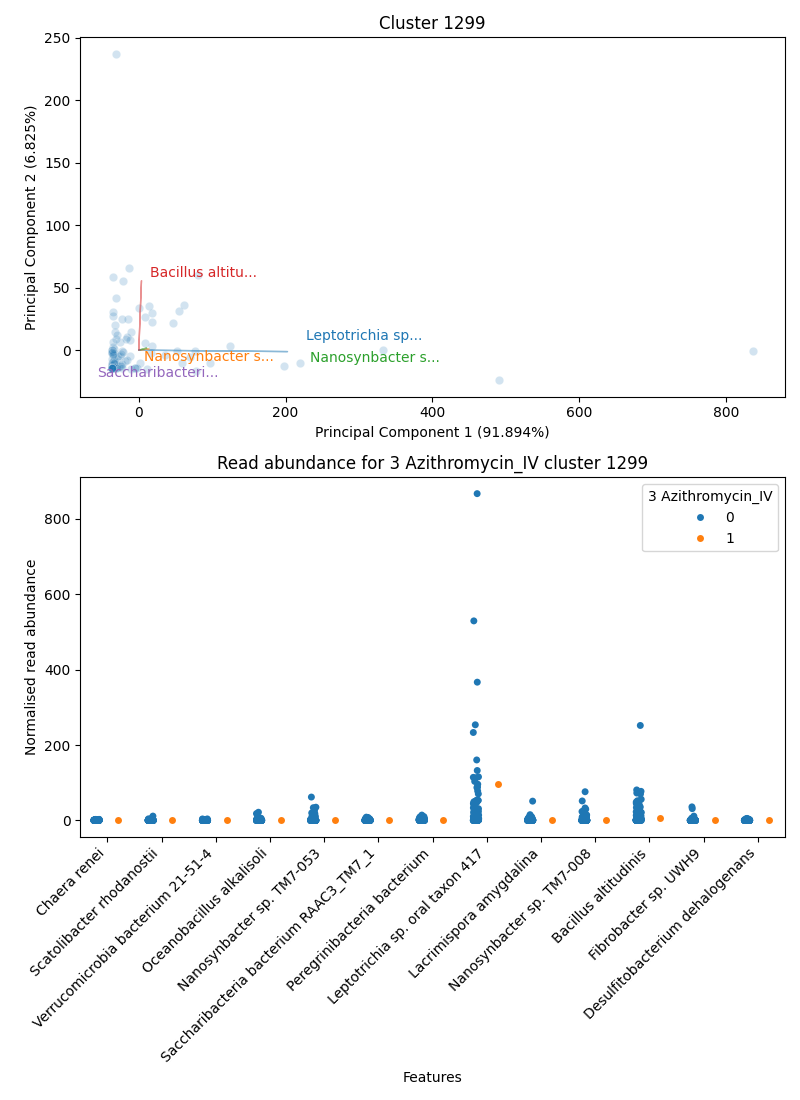 Cluster 1299
250
200
150
100
50
0
Principal Component 2 (6.825%)
Bacillus altitu...
Leptotrichia sp...
Nanosynbacter s...
Nanosynbacter s...
Saccharibacteri...
0
200
400
600
800
Principal Component 1 (91.894%)
Read abundance for 3 Azithromycin_IV cluster 1299
3 Azithromycin_IV
0
1
800
600
400
200
0
Normalised read abundance
Chaera renei
Scatolibacter rhodanostii
Verrucomicrobia bacterium 21-51-4
Oceanobacillus alkalisoli
Nanosynbacter sp. TM7-053
Saccharibacteria bacterium RAAC3_TM7_1
Peregrinibacteria bacterium
Leptotrichia sp. oral taxon 417
Lacrimispora amygdalina
Nanosynbacter sp. TM7-008
Bacillus altitudinis
Fibrobacter sp. UWH9
Desulfitobacterium dehalogenans
Features